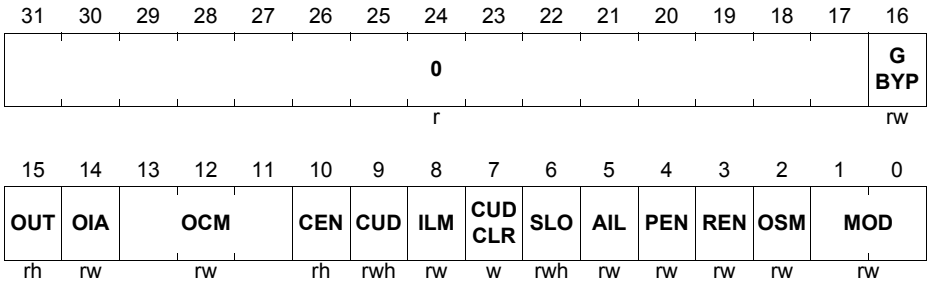 31 30 29 28 27 26 25 24 23 22 21 20 19 18 17 16
0 G BYP
r rw
15 14 13 12 11 10 9 8 7 6 5 4 3 2 1 0
OUT OIA OCM CEN CUD ILM CUD CLR SLO AIL PEN REN OSM MOD
rh rw rw rh rwh rw w rwh rw rw rw rw rw